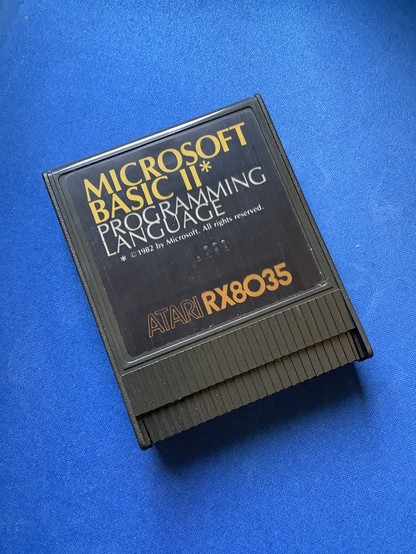 MICROSOFT
BASIC II*
PROGRAMMING
LANGUAGE
* ©1982 by Microsoft. All rights reserved.
ATARI RX8035